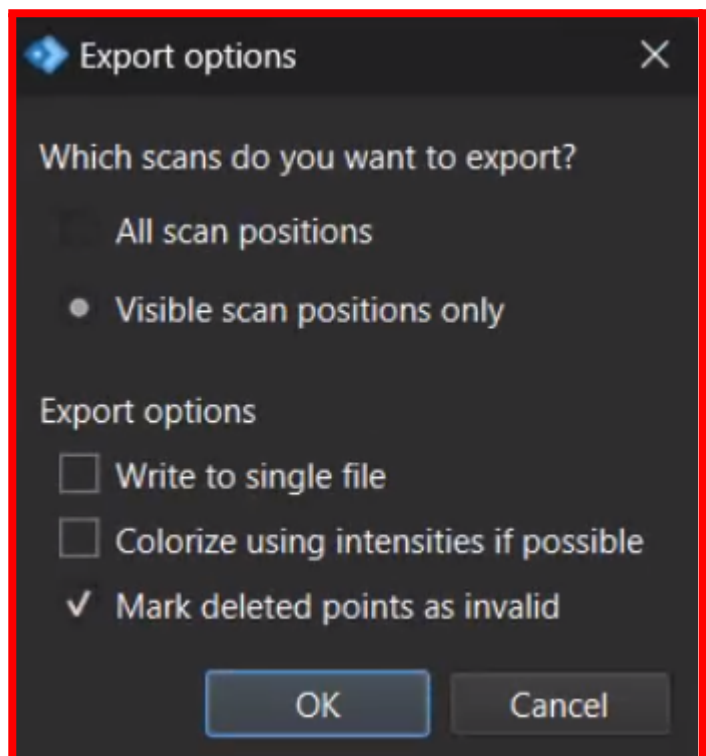 Export options
Which scans do you want to export?
All scan positions
Visible scan positions only
Export options
Write to single file
Colorize using intensities if possible
Mark deleted points as invalid
OK Cancel